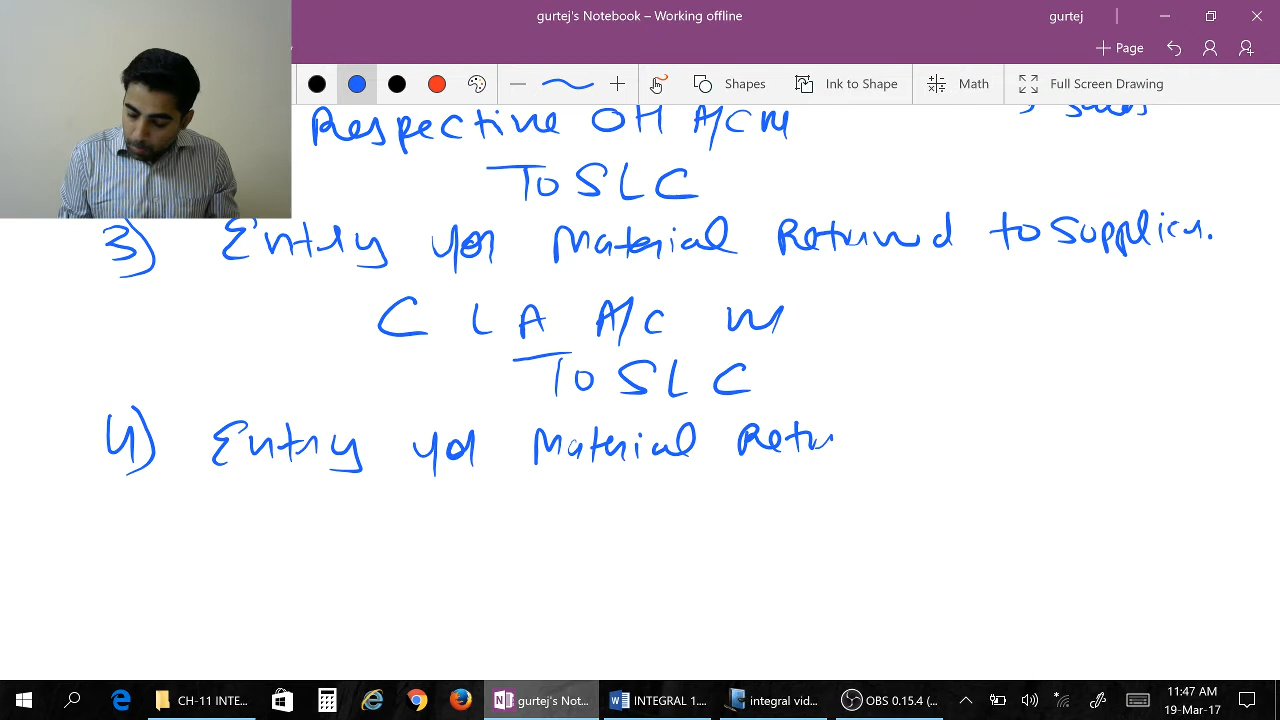 gurtej's Notebook – Working offline
gurtej
Page
Shapes
Ink to Shape
Math
Full Screen Drawing
Respective OH A/C Dr
To SLC
3) Entry for Material Returned to Supplier.
C L A A/C Dr
To SLC
4) Entry for Material Retu
CH-11 INTE...
gurtej's Not...
INTEGRAL 1....
integral vid...
OBS 0.15.4 (...
11:47 AM
19-Mar-17